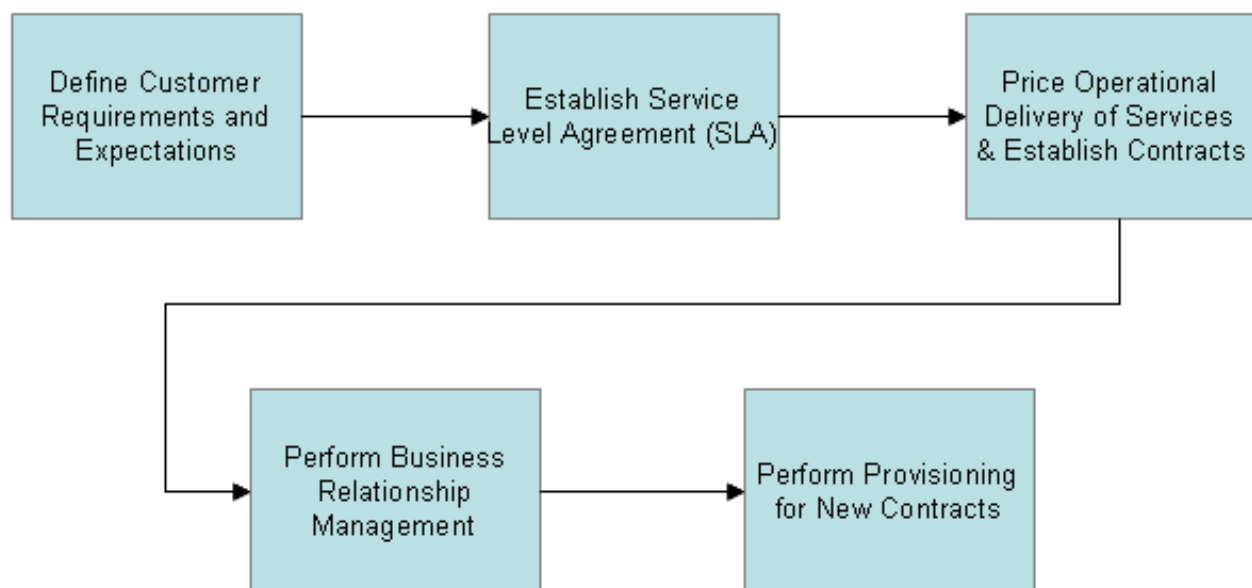 Define Customer
Requirements and
Expectations
Establish Service
Level Agreement (SLA)
Price Operational
Delivery of Services
& Establish Contracts
Perform Business
Relationship
Management
Perform Provisioning
for New Contracts